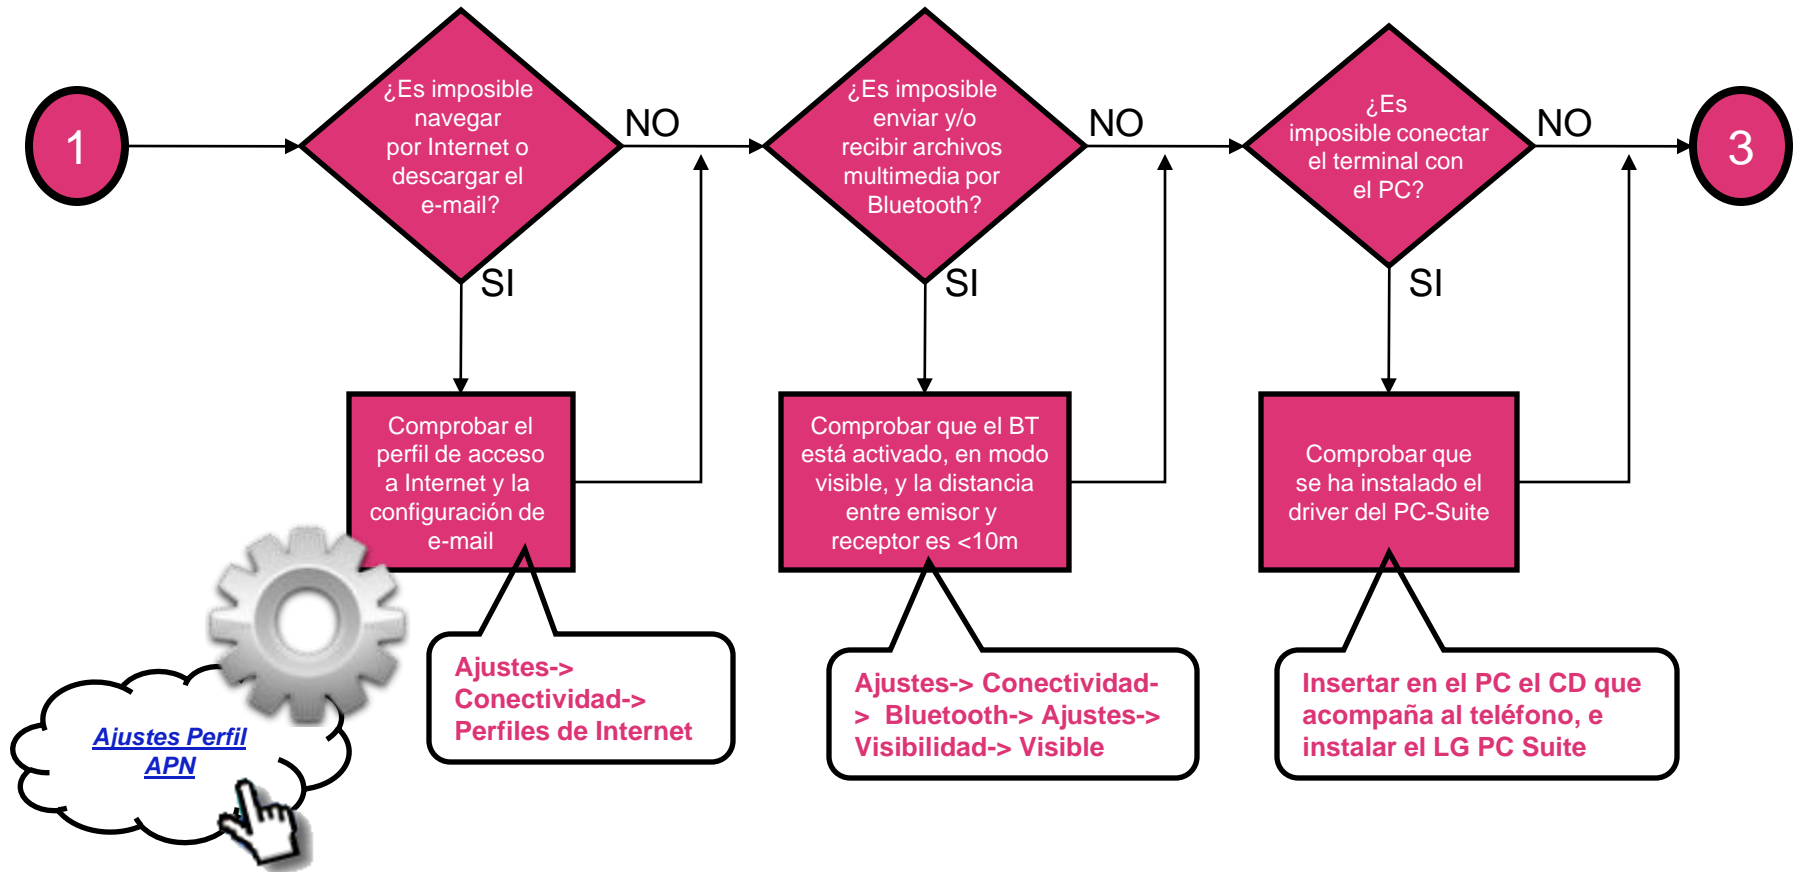 1
¿Es imposible
navegar
por Internet o
descargar el
e-mail?
NO
SI
¿Es imposible
enviar y/o
recibir archivos
multimedia por
Bluetooth?
NO
SI
¿Es
imposible conectar
el terminal con
el PC?
NO
SI
3
Comprobar el
perfil de acceso
a Internet y la
configuración de
e-mail
Comprobar que el BT
está activado, en modo
visible, y la distancia
entre emisor y
receptor es <10m
Comprobar que
se ha instalado el
driver del PC-Suite
Ajustes->
Conectividad->
Perfiles de Internet
Ajustes-> Conectividad-
> Bluetooth-> Ajustes->
Visibilidad-> Visible
Insertar en el PC el CD que
acompaña al teléfono, e
instalar el LG PC Suite
Ajustes Perfil
APN